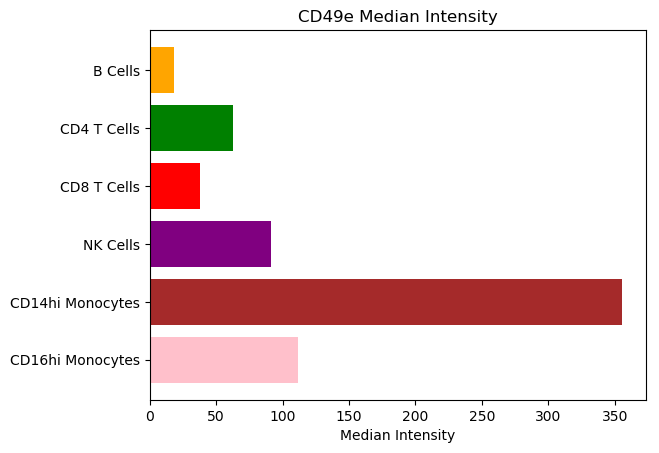 CD49e Median Intensity
B Cells
CD4 T Cells
CD8 T Cells
NK Cells
CD14hi Monocytes
CD16hi Monocytes
0 50 100 150 200 250 300 350
Median Intensity